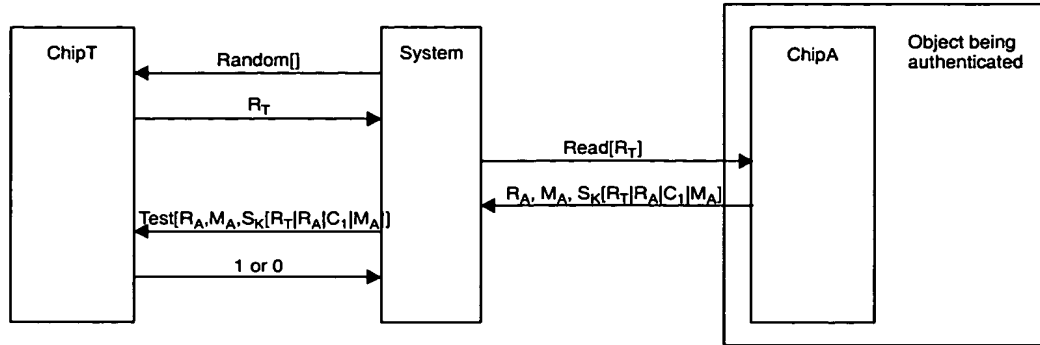 ChipT
System
ChipA
Object being
authenticated
Random[]
R_T
Read[R_T]
R_A, M_A, S_K[R_T|R_A|C_1|M_A]
Test[R_A,M_A,S_K[R_T|R_A|C_1|M_A]]
1 or 0